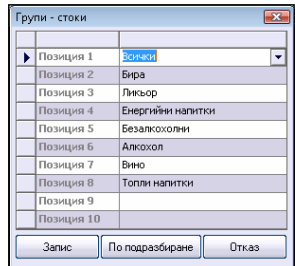 Групи - стоки
Позиция 1 Всички
Позиция 2 Бира
Позиция 3 Ликьор
Позиция 4 Енергийни напитки
Позиция 5 Безалкохолни
Позиция 6 Алкохол
Позиция 7 Вино
Позиция 8 Топли напитки
Позиция 9
Позиция 10
Запис По подразбиране Отказ